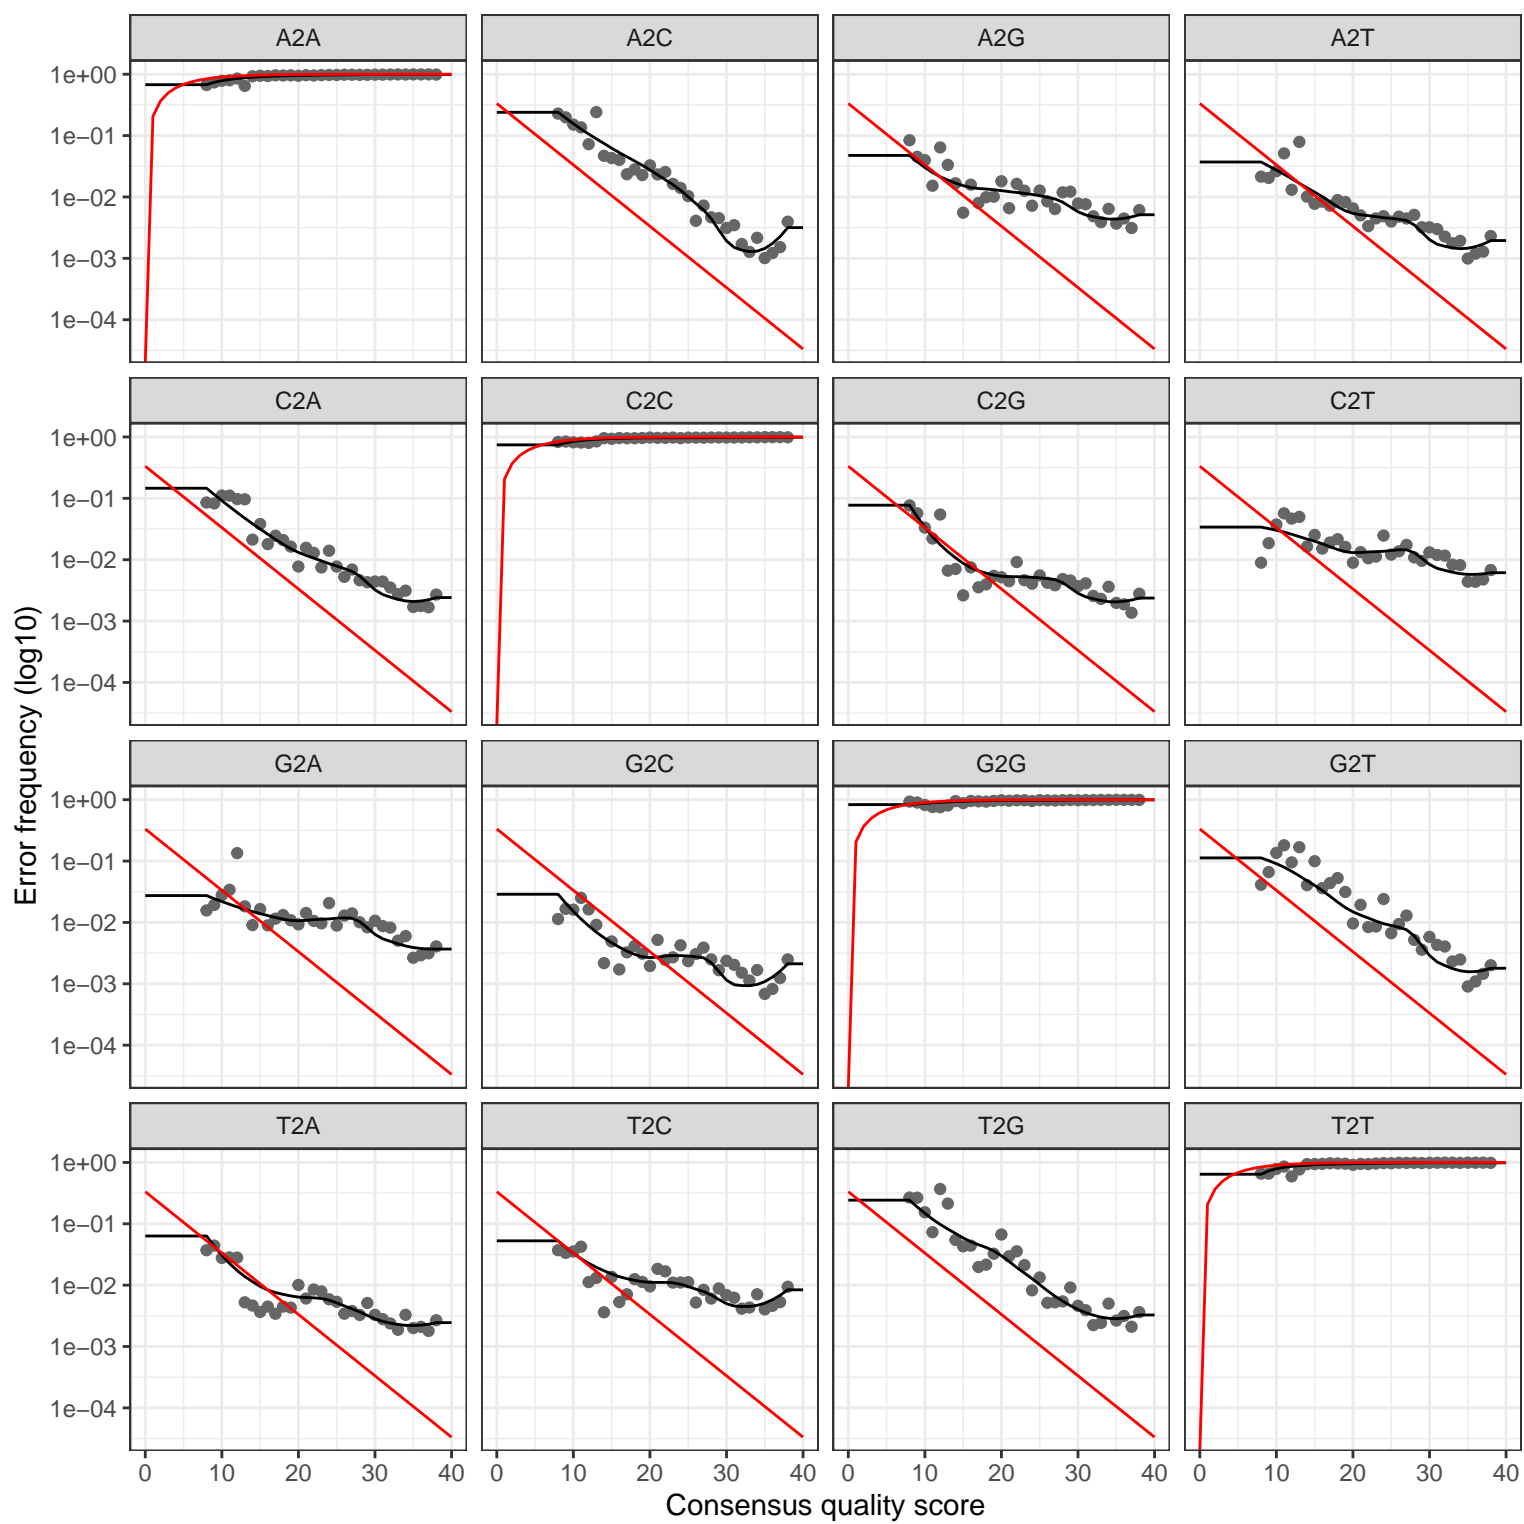 A2A A2C A2G A2T
1e+00
1e−01
1e−02
1e−03
1e−04
C2A C2C C2G C2T
1e+00
1e−01
1e−02
1e−03
1e−04
G2A G2C G2G G2T
1e+00
1e−01
1e−02
1e−03
1e−04
T2A T2C T2G T2T
1e+00
1e−01
1e−02
1e−03
1e−04
0 10 20 30 40 0 10 20 30 40 0 10 20 30 40 0 10 20 30 40
Consensus quality score
Error frequency (log10)